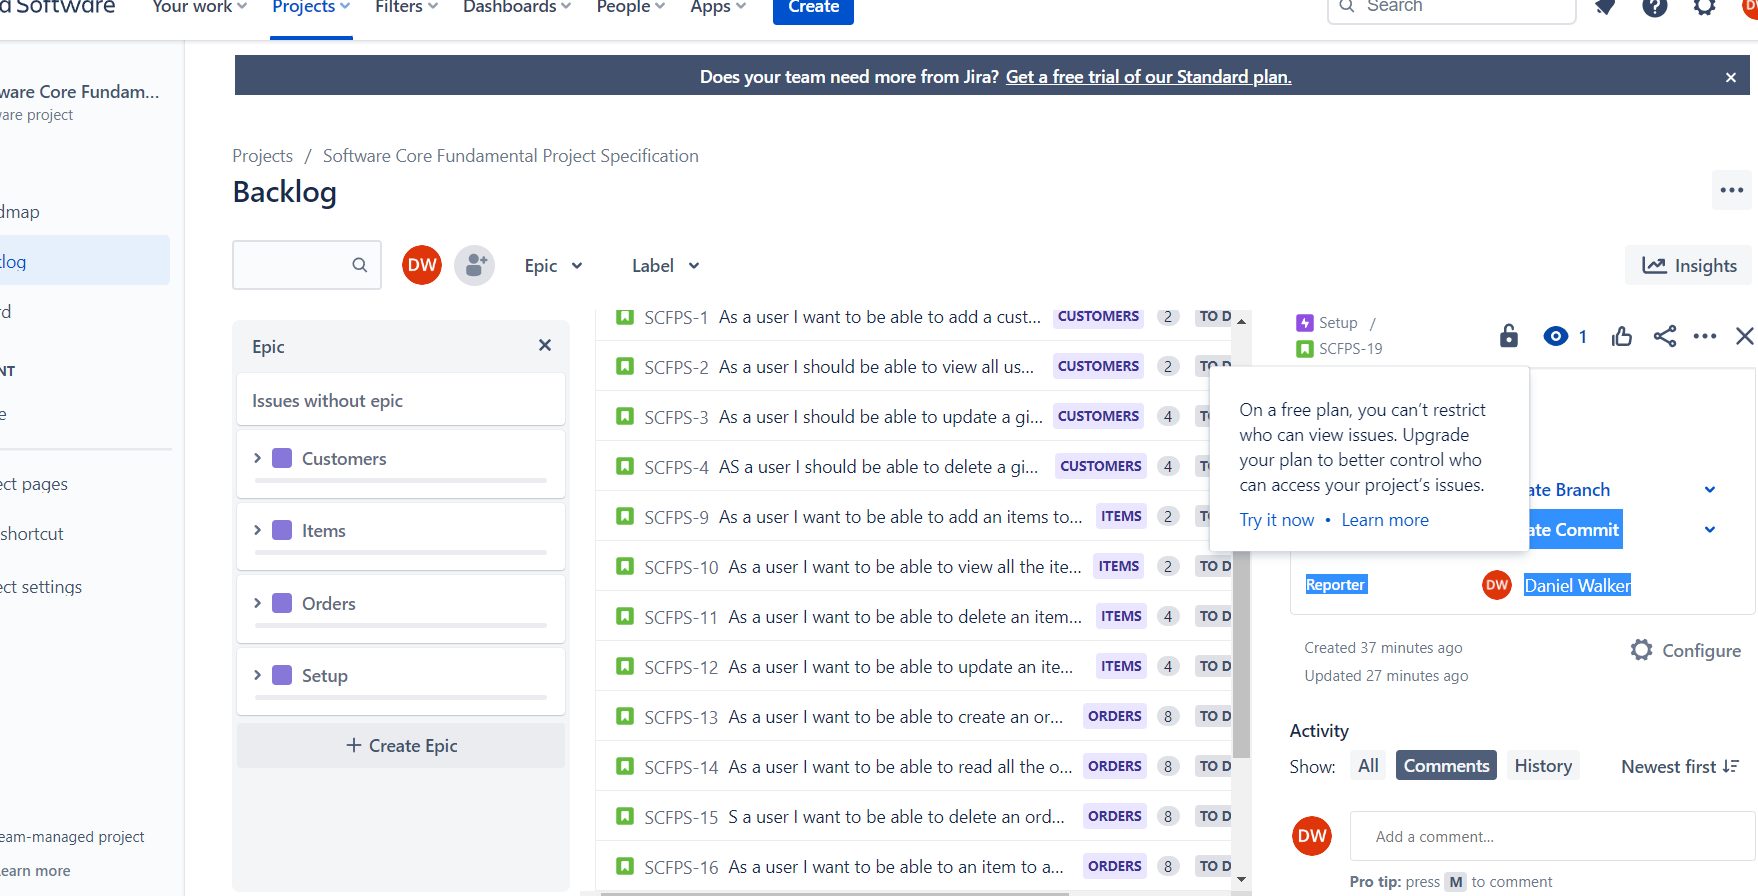 d Software
Your work
Projects
Filters
Dashboards
People
Apps
Create
Search
Does your team need more from Jira? Get a free trial of our Standard plan.
ware Core Fundam...
vare project
Projects / Software Core Fundamental Project Specification
Backlog
dmap
log
rd
NT
e
ect pages
shortcut
ect settings
eam-managed project
earn more
DW
Epic
Label
Insights
Epic
Issues without epic
Customers
Items
Orders
Setup
+ Create Epic
SCFPS-1 As a user I want to be able to add a cust... CUSTOMERS 2 TO D
SCFPS-2 As a user I should be able to view all us... CUSTOMERS 2 TO D
SCFPS-3 As a user I should be able to update a gi... CUSTOMERS 4 T
SCFPS-4 AS a user I should be able to delete a gi... CUSTOMERS 4 T
SCFPS-9 As a user I want to be able to add an items to... ITEMS 2 T
SCFPS-10 As a user I want to be able to view all the ite... ITEMS 2 TO D
SCFPS-11 As a user I want to be able to delete an item... ITEMS 4 TO D
SCFPS-12 As a user I want to be able to update an ite... ITEMS 4 TO D
SCFPS-13 As a user I want to be able to create an or... ORDERS 8 TO D
SCFPS-14 As a user I want to be able to read all the o... ORDERS 8 TO D
SCFPS-15 S a user I want to be able to delete an ord... ORDERS 8 TO D
SCFPS-16 As a user I want to be able to an item to a... ORDERS 8 TO D
Setup /
SCFPS-19
1
On a free plan, you can't restrict
who can view issues. Upgrade
your plan to better control who
can access your project's issues.
Try it now • Learn more
ate Branch
ate Commit
Reporter DW Daniel Walker
Created 37 minutes ago
Configure
Updated 27 minutes ago
Activity
Show: All Comments History Newest first
DW Add a comment...
Pro tip: press M to comment